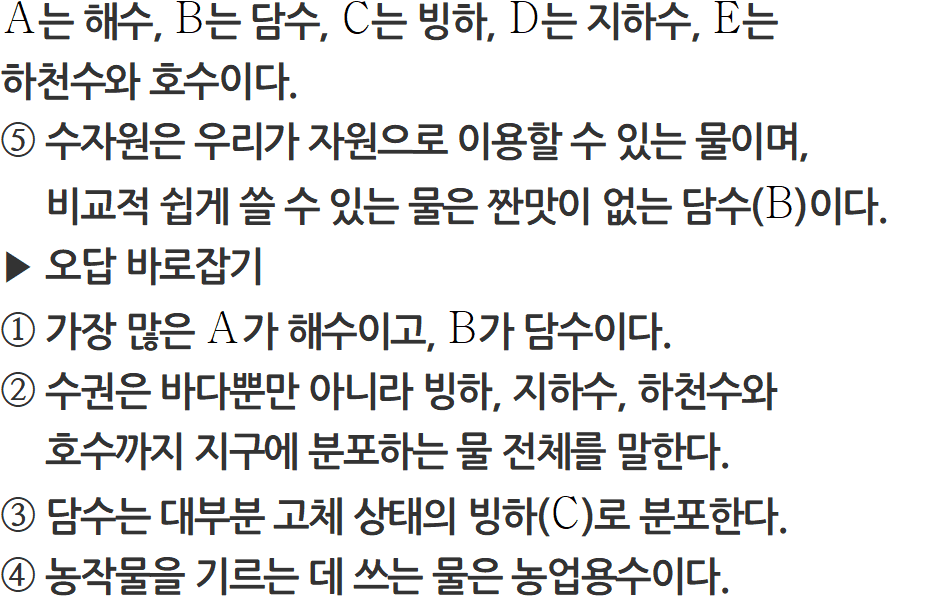 A는 해수, B는 담수, C는 빙하, D는 지하수, E는
하천수와 호수이다.
⑤ 수자원은 우리가 자원으로 이용할 수 있는 물이며,
비교적 쉽게 쓸 수 있는 물은 짠맛이 없는 담수(B)이다.
▶ 오답 바로잡기
① 가장 많은 A가 해수이고, B가 담수이다.
② 수권은 바다뿐만 아니라 빙하, 지하수, 하천수와
호수까지 지구에 분포하는 물 전체를 말한다.
③ 담수는 대부분 고체 상태의 빙하(C)로 분포한다.
④ 농작물을 기르는 데 쓰는 물은 농업용수이다.